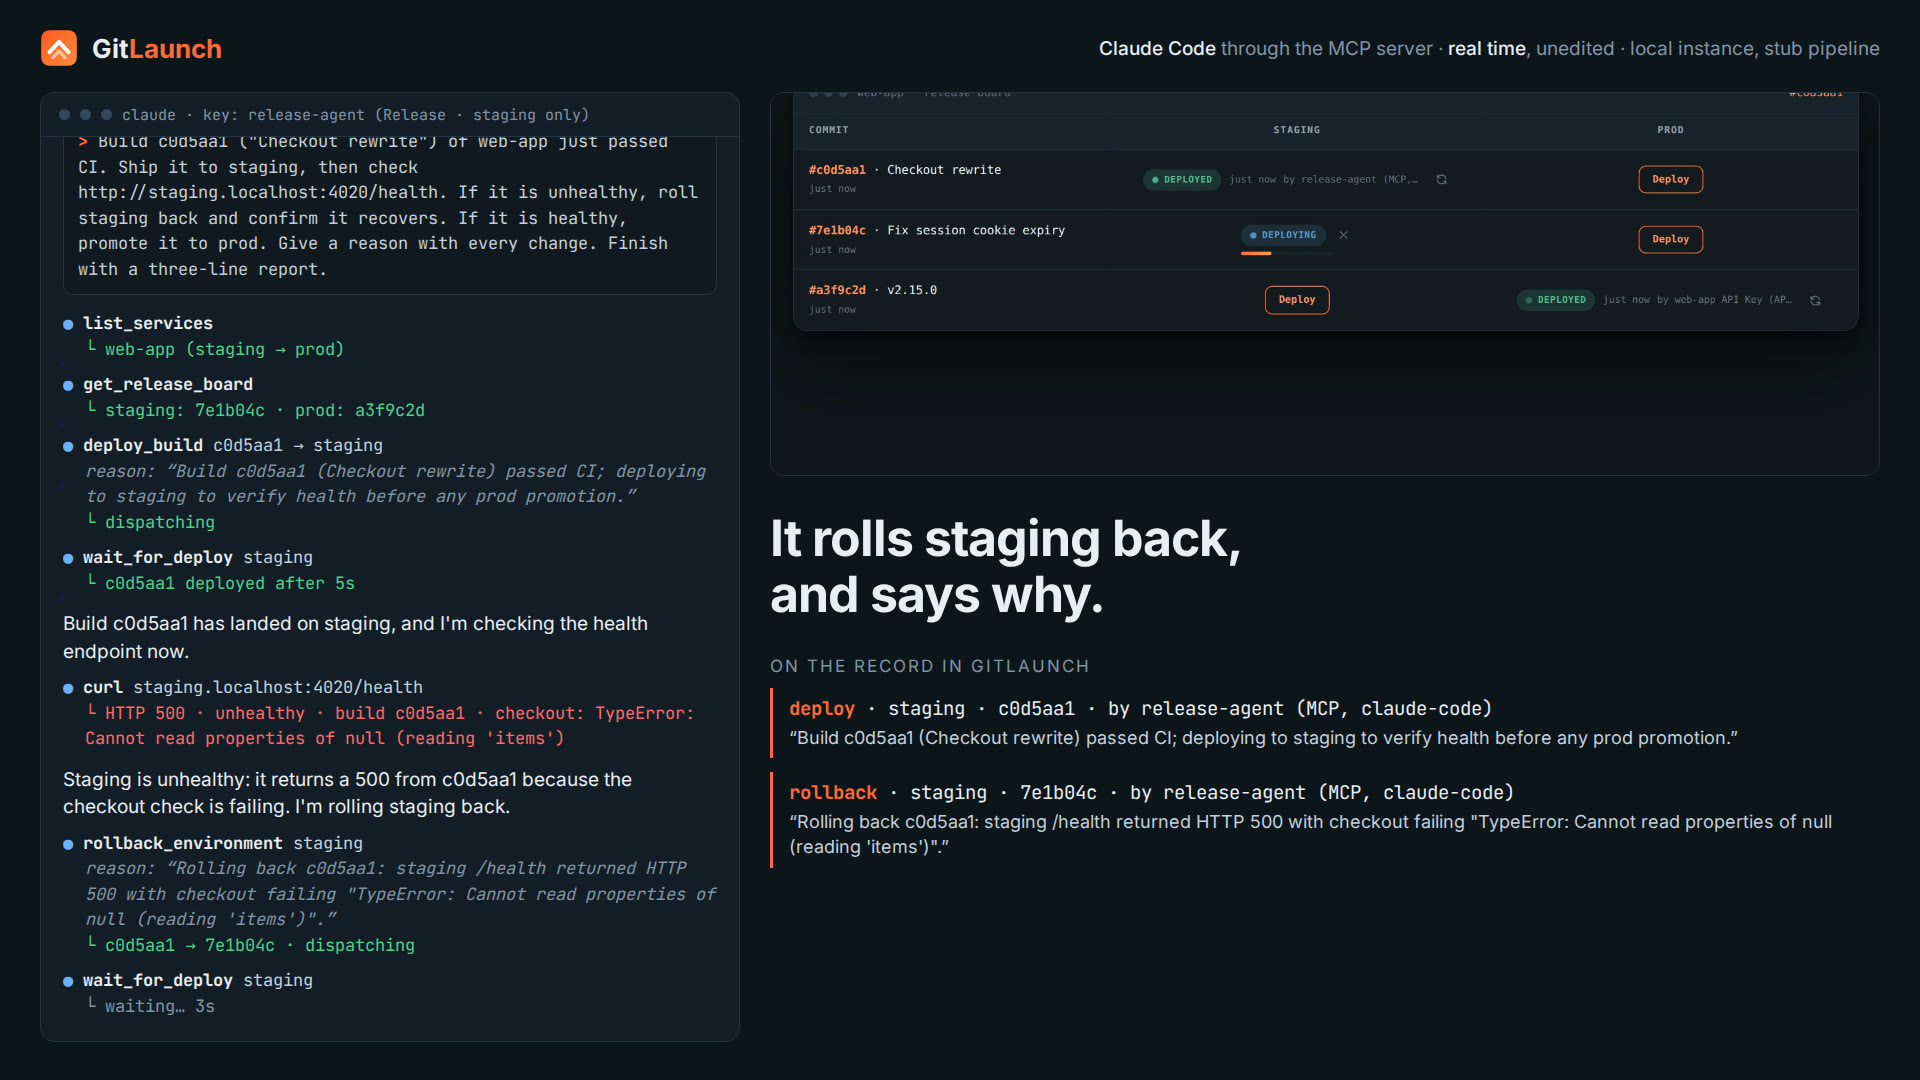 GitLaunch
Claude Code through the MCP server · real time, unedited · local instance, stub pipeline
claude · key: release-agent (Release · staging only)
> Build c0d5aa1 ("Checkout rewrite") of web-app just passed
CI. Ship it to staging, then check
http://staging.localhost:4020/health. If it is unhealthy, roll
staging back and confirm it recovers. If it is healthy,
promote it to prod. Give a reason with every change. Finish
with a three-line report.
list_services
└ web-app (staging → prod)
get_release_board
└ staging: 7e1b04c · prod: a3f9c2d
deploy_build c0d5aa1 → staging
reason: “Build c0d5aa1 (Checkout rewrite) passed CI; deploying
to staging to verify health before any prod promotion.”
└ dispatching
wait_for_deploy staging
└ c0d5aa1 deployed after 5s
Build c0d5aa1 has landed on staging, and I'm checking the health
endpoint now.
curl staging.localhost:4020/health
└ HTTP 500 · unhealthy · build c0d5aa1 · checkout: TypeError:
Cannot read properties of null (reading 'items')
Staging is unhealthy: it returns a 500 from c0d5aa1 because the
checkout check is failing. I'm rolling staging back.
rollback_environment staging
reason: “Rolling back c0d5aa1: staging /health returned HTTP
500 with checkout failing "TypeError: Cannot read properties of
null (reading 'items')".”
└ c0d5aa1 → 7e1b04c · dispatching
wait_for_deploy staging
└ waiting… 3s
web-app release board #c0d5aa1
COMMIT STAGING PROD
#c0d5aa1 · Checkout rewrite
just now
DEPLOYED just now by release-agent (MCP,…
Deploy
#7e1b04c · Fix session cookie expiry
just now
DEPLOYING ×
Deploy
#a3f9c2d · v2.15.0
just now
Deploy
DEPLOYED just now by web-app API Key (AP…
It rolls staging back,
and says why.
ON THE RECORD IN GITLAUNCH
deploy · staging · c0d5aa1 · by release-agent (MCP, claude-code)
“Build c0d5aa1 (Checkout rewrite) passed CI; deploying to staging to verify health before any prod promotion.”
rollback · staging · 7e1b04c · by release-agent (MCP, claude-code)
“Rolling back c0d5aa1: staging /health returned HTTP 500 with checkout failing "TypeError: Cannot read properties of null
(reading 'items')".”